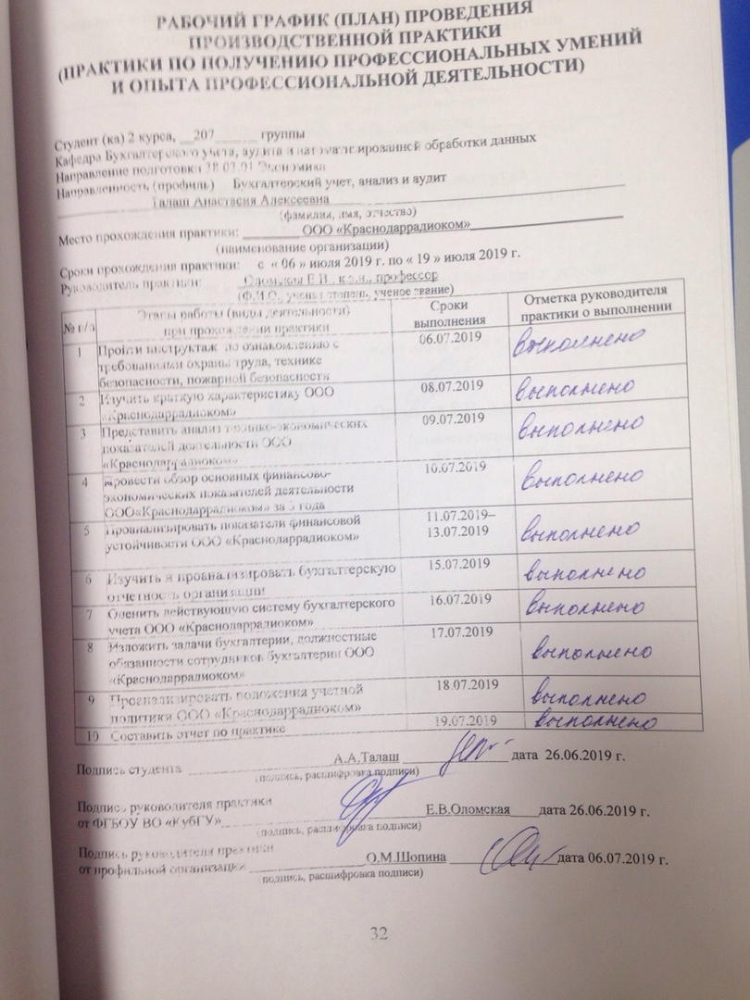 РАБОЧИЙ ГРАФИК (ПЛАН) ПРОВЕДЕНИЯ
ПРОИЗВОДСТВЕННОЙ ПРАКТИКИ
(ПРАКТИКИ ПО ПОЛУЧЕНИЮ ПРОФЕССИОНАЛЬНЫХ УМЕНИЙ
И ОПЫТА ПРОФЕССИОНАЛЬНОЙ ДЕЯТЕЛЬНОСТИ)
Студент (ка) 2 курса, __207______ группы
Кафедра Бухгалтерского учета, аудита и автоматизированной обработки данных
Направление подготовки 38.03.01 Экономика
Направленность (профиль) Бухгалтерский учет, анализ и аудит
Талаш Анастасия Алексеевна
(фамилия, имя, отчество)
Место прохождения практики: ООО «Краснодаррадиоком»
(наименование организации)
Сроки прохождения практики: с « 06 » июля 2019 г. по « 19 » июля 2019 г.
Руководитель практики: Оломская Е.В., к.э.н., профессор
(Ф.И.О., ученая степень, ученое звание)
№ п/п
Этапы работы (виды деятельности)
при прохождении практики
Сроки
выполнения
Отметка руководителя
практики о выполнении
1 Пройти инструктаж по ознакомлению с 06.07.2019 выполнено
требованиями охраны труда, технике
безопасности, пожарной безопасности
2 Изучить краткую характеристику ООО 08.07.2019 выполнено
«Краснодаррадиоком»
3 Представить анализ технико-экономических 09.07.2019 выполнено
показателей деятельности ООО
«Краснодаррадиоком»
4 Провести обзор основных финансово- 10.07.2019 выполнено
экономических показателей деятельности
ООО«Краснодаррадиоком» за 3 года
5 Проанализировать показатели финансовой 11.07.2019– выполнено
устойчивости ООО «Краснодаррадиоком» 13.07.2019
6 Изучить и проанализировать бухгалтерскую 15.07.2019 выполнено
отчетность организации
7 Оценить действующую систему бухгалтерского 16.07.2019 выполнено
учета ООО «Краснодаррадиоком»
8 Изложить задачи бухгалтерии, должностные 17.07.2019 выполнено
обязанности сотрудников бухгалтерии ООО
«Краснодаррадиоком»
9 Проанализировать положения учетной 18.07.2019 выполнено
политики ООО «Краснодаррадиоком»
10 Составить отчет по практике 19.07.2019 выполнено
Подпись студента А.А.Талаш дата 26.06.2019 г.
(подпись, расшифровка подписи)
Подпись руководителя практики
от ФГБОУ ВО «КубГУ» Е.В.Оломская дата 26.06.2019 г.
(подпись, расшифровка подписи)
Подпись руководителя практики
от профильной организации О.М.Шопина дата 06.07.2019 г.
(подпись, расшифровка подписи)
32